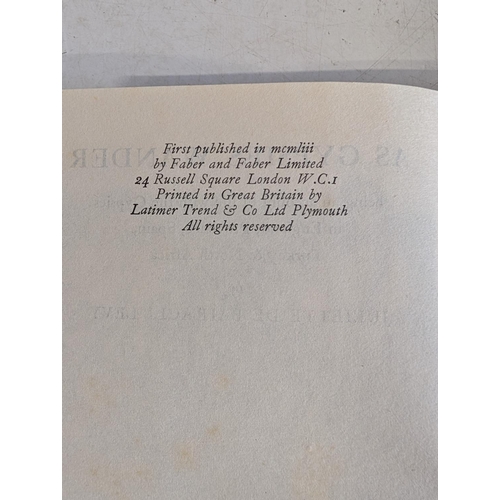 First published in mcmliii
by Faber and Faber Limited
24 Russell Square London W.C.1
Printed in Great Britain by
Latimer Trend & Co Ltd Plymouth
All rights reserved